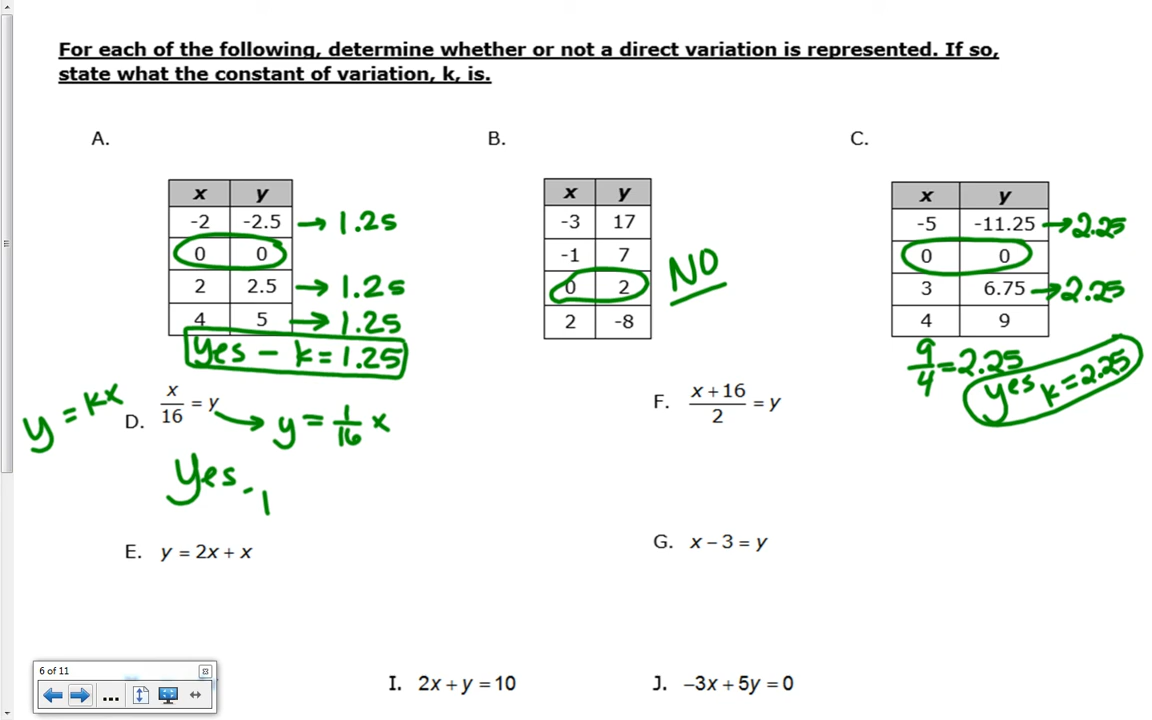 For each of the following, determine whether or not a direct variation is represented. If so,
state what the constant of variation, k, is.
A.
x y
-2 -2.5 → 1.25
0 0
2 2.5 → 1.25
4 5 → 1.25
yes - k = 1.25
B.
x y
-3 17
-1 7
0 2
2 -8
NO
C.
x y
-5 -11.25 → 2.25
0 0
3 6.75 → 2.25
4 9
9/4 = 2.25
yes k = 2.25
y = kx
D. x/16 = y → y = 1/16 x
yes - 1
E. y = 2x + x
F. (x + 16)/2 = y
G. x – 3 = y
6 of 11
...
I. 2x + y = 10
J. −3x + 5y = 0